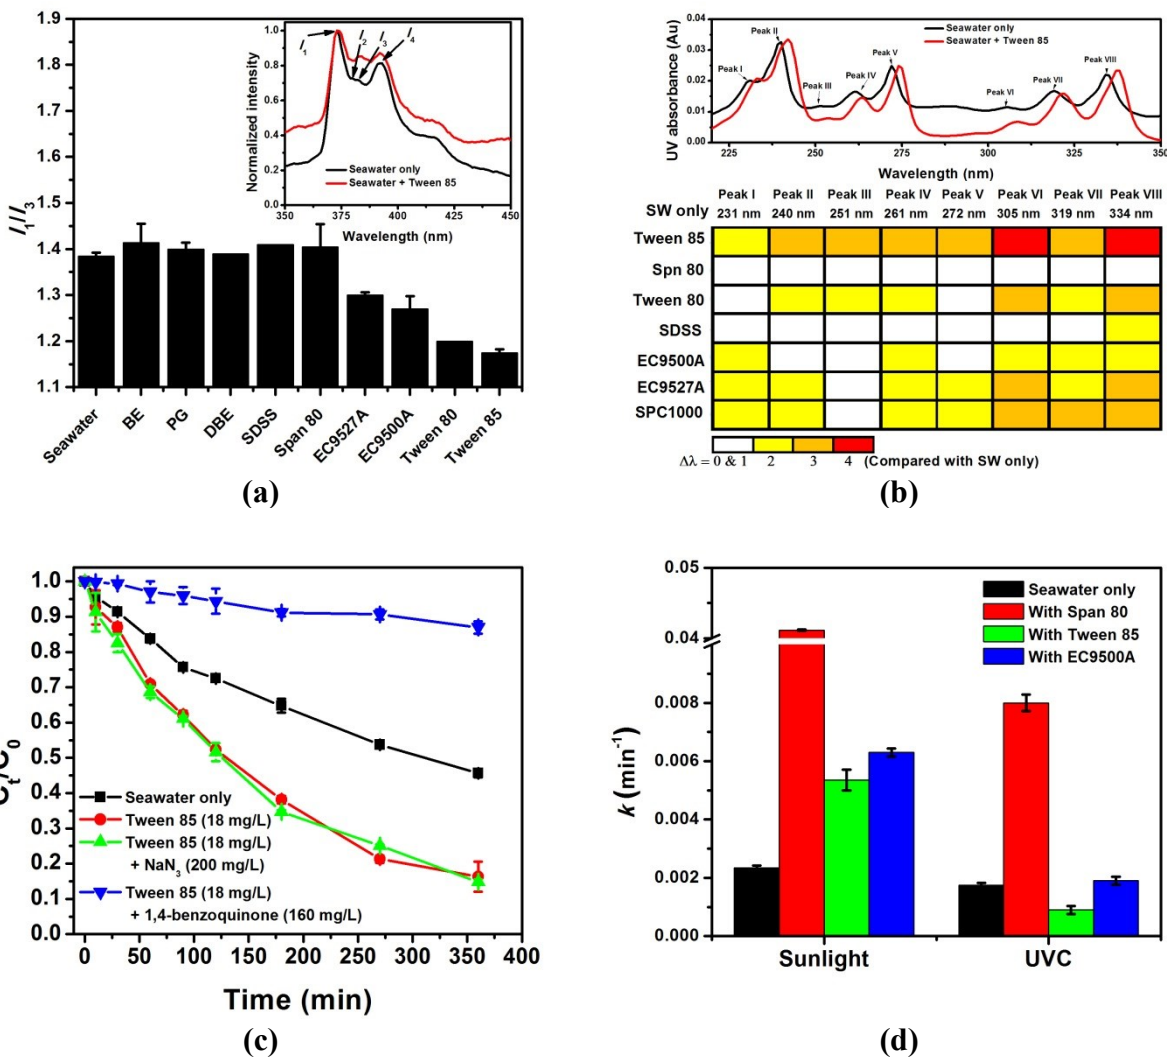 1.9
1.8
1.7
1.6
1.5
1.4
1.3
1.2
1.1
I1/I3
Seawater
BE
PG
DBE
SDSS
Span 80
EC9527A
EC9500A
Tween 80
Tween 85
I1
I2
I3
I4
1.0
0.8
0.6
0.4
0.2
0.0
Normalized intensity
Seawater only
Seawater + Tween 85
350 375 400 425 450
Wavelength (nm)
(a)
UV absorbance (Au)
0.04
0.03
0.02
0.01
0.00
Peak I
Peak II
Peak III
Peak IV
Peak V
Peak VI
Peak VII
Peak VIII
Seawater only
Seawater + Tween 85
225 250 275 300 325 350
Wavelength (nm)
Peak I Peak II Peak III Peak IV Peak V Peak VI Peak VII Peak VIII
SW only 231 nm 240 nm 251 nm 261 nm 272 nm 305 nm 319 nm 334 nm
Tween 85
Spn 80
Tween 80
SDSS
EC9500A
EC9527A
SPC1000
Δλ = 0 & 1 2 3 4 (Compared with SW only)
(b)
Ct/C0
1.0
0.9
0.8
0.7
0.6
0.5
0.4
0.3
0.2
0.1
0.0
Seawater only
Tween 85 (18 mg/L)
Tween 85 (18 mg/L)
+ NaN3 (200 mg/L)
Tween 85 (18 mg/L)
+ 1,4-benzoquinone (160 mg/L)
0 50 100 150 200 250 300 350 400
Time (min)
(c)
k (min-1)
0.05
0.04
0.008
0.006
0.004
0.002
0.000
Seawater only
With Span 80
With Tween 85
With EC9500A
Sunlight UVC
(d)